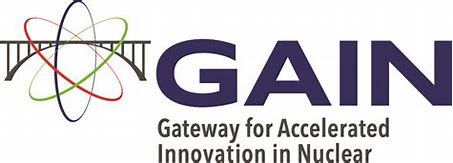 GAIN
Gateway for Accelerated
Innovation in Nuclear